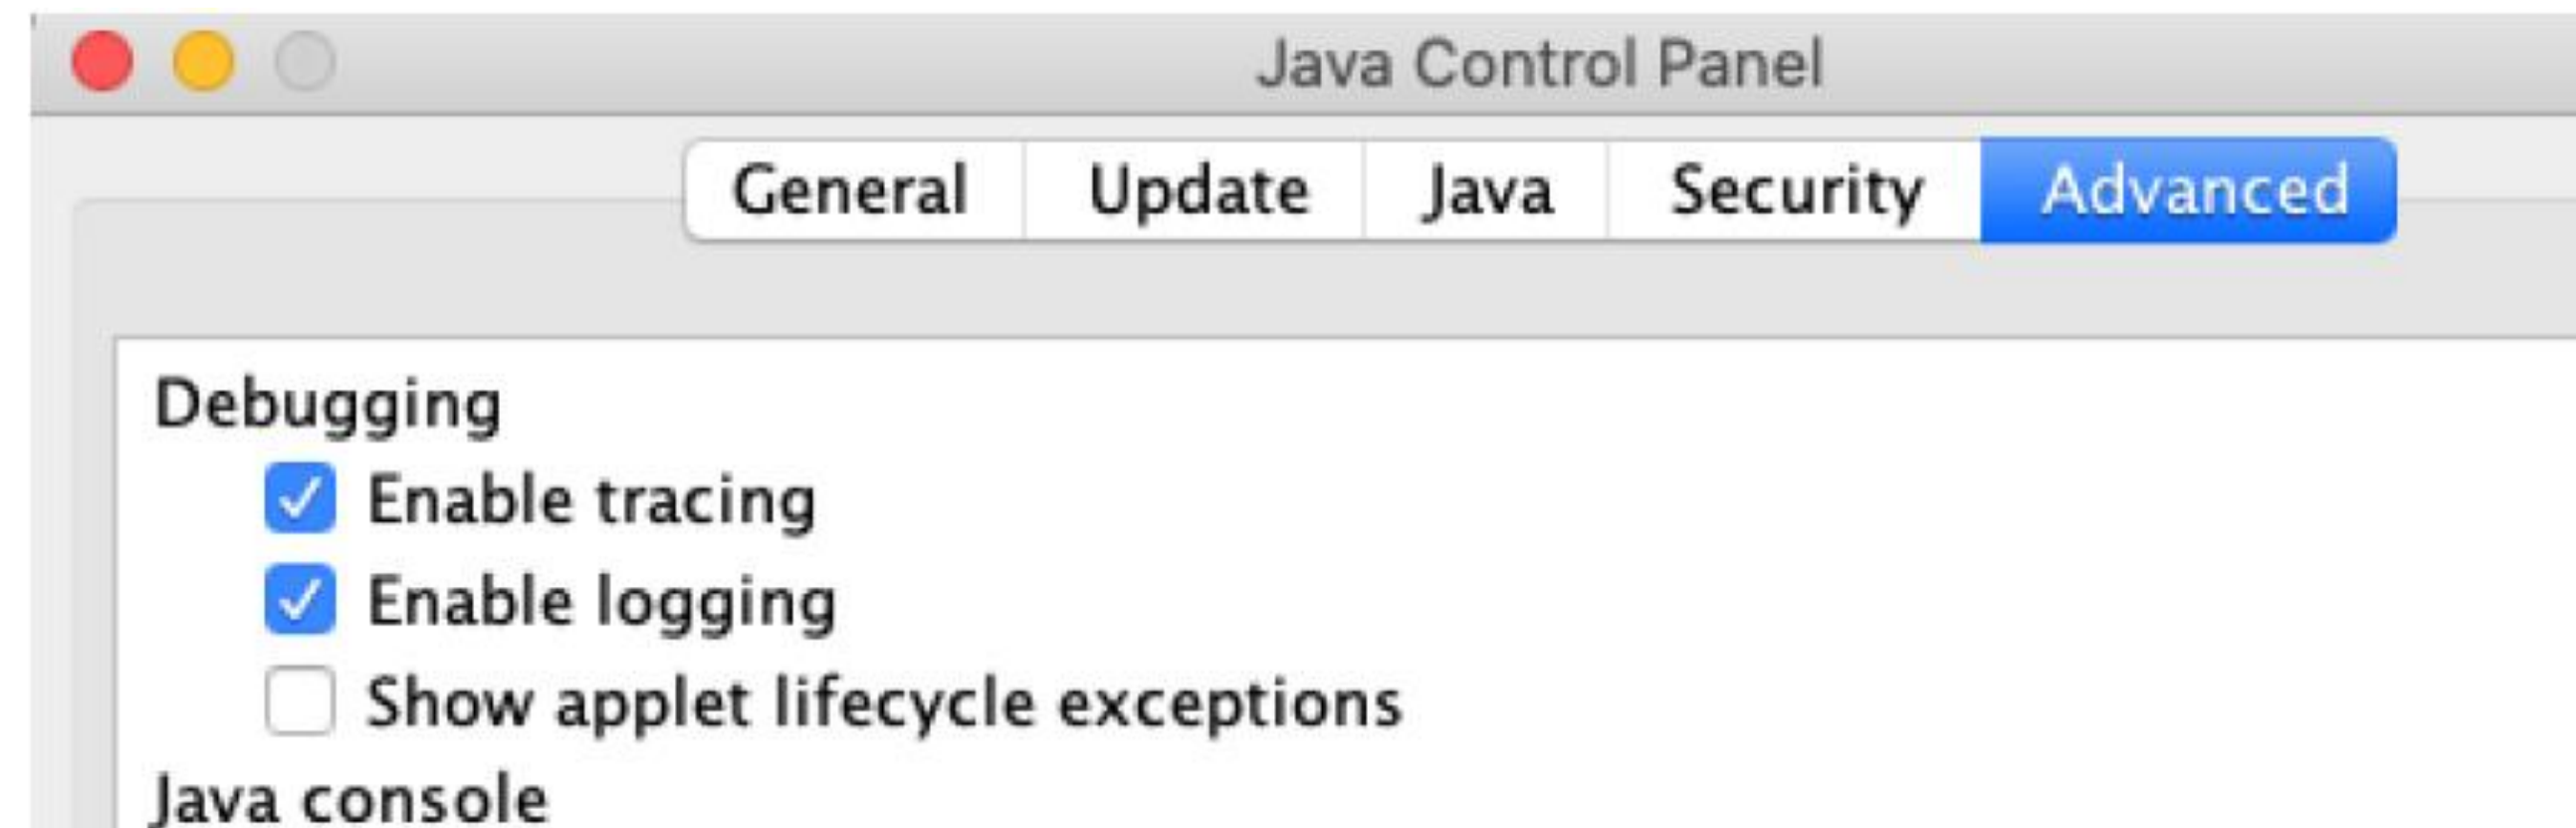 Java Control Panel
General Update Java Security Advanced
Debugging
Enable tracing
Enable logging
Show applet lifecycle exceptions
Java console